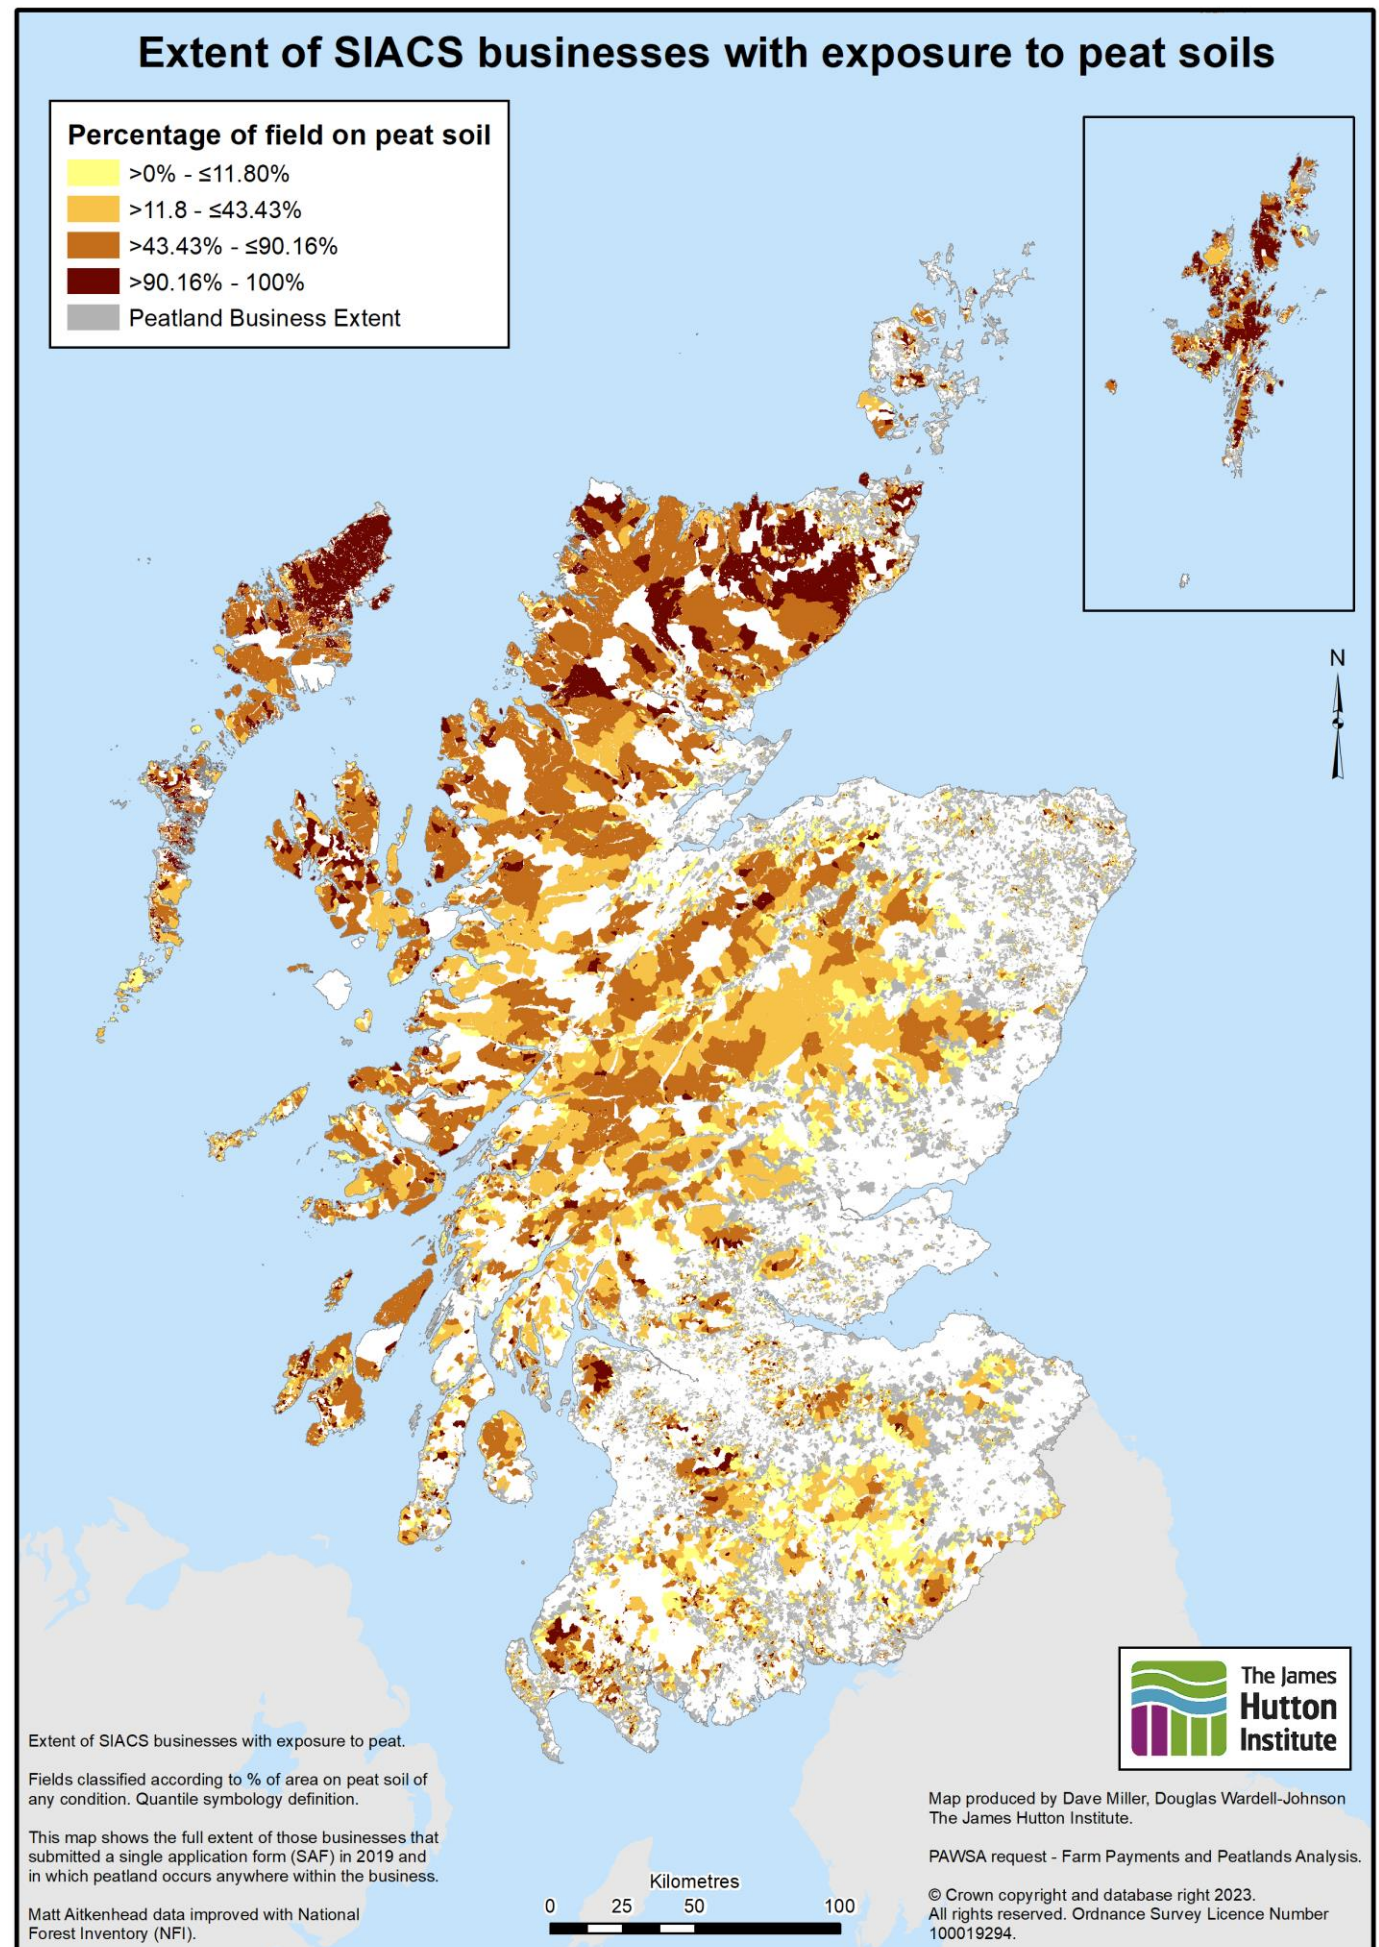 Extent of SIACS businesses with exposure to peat soils
Percentage of field on peat soil
>0% - ≤11.80%
>11.8 - ≤43.43%
>43.43% - ≤90.16%
>90.16% - 100%
Peatland Business Extent
N
The James
Hutton
Institute
Extent of SIACS businesses with exposure to peat.
Fields classified according to % of area on peat soil of
any condition. Quantile symbology definition.
This map shows the full extent of those businesses that
submitted a single application form (SAF) in 2019 and
in which peatland occurs anywhere within the business.
Matt Aitkenhead data improved with National
Forest Inventory (NFI).
Kilometres
0 25 50 100
Map produced by Dave Miller, Douglas Wardell-Johnson
The James Hutton Institute.
PAWSA request - Farm Payments and Peatlands Analysis.
© Crown copyright and database right 2023.
All rights reserved. Ordnance Survey Licence Number
100019294.